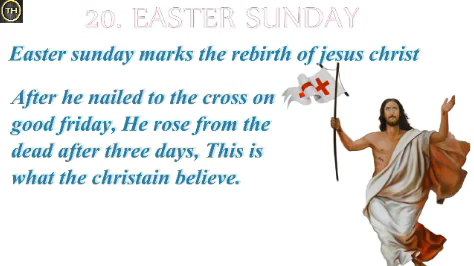 TH
20. EASTER SUNDAY
Easter sunday marks the rebirth of jesus christ
After he nailed to the cross on
good friday, He rose from the
dead after three days, This is
what the christain believe.